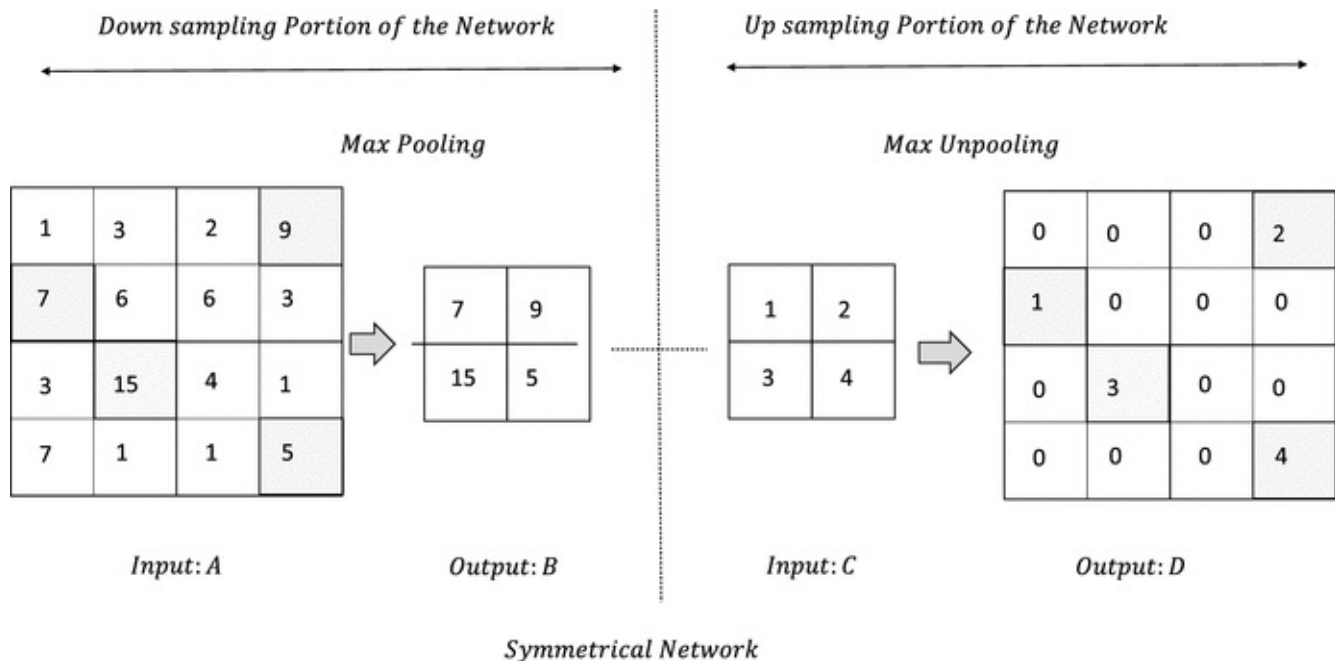 Down sampling Portion of the Network
Up sampling Portion of the Network
Max Pooling
Max Unpooling
1 3 2 9
7 6 6 3
3 15 4 1
7 1 1 5
7 9
15 5
1 2
3 4
0 0 0 2
1 0 0 0
0 3 0 0
0 0 0 4
Input: A
Output: B
Input: C
Output: D
Symmetrical Network